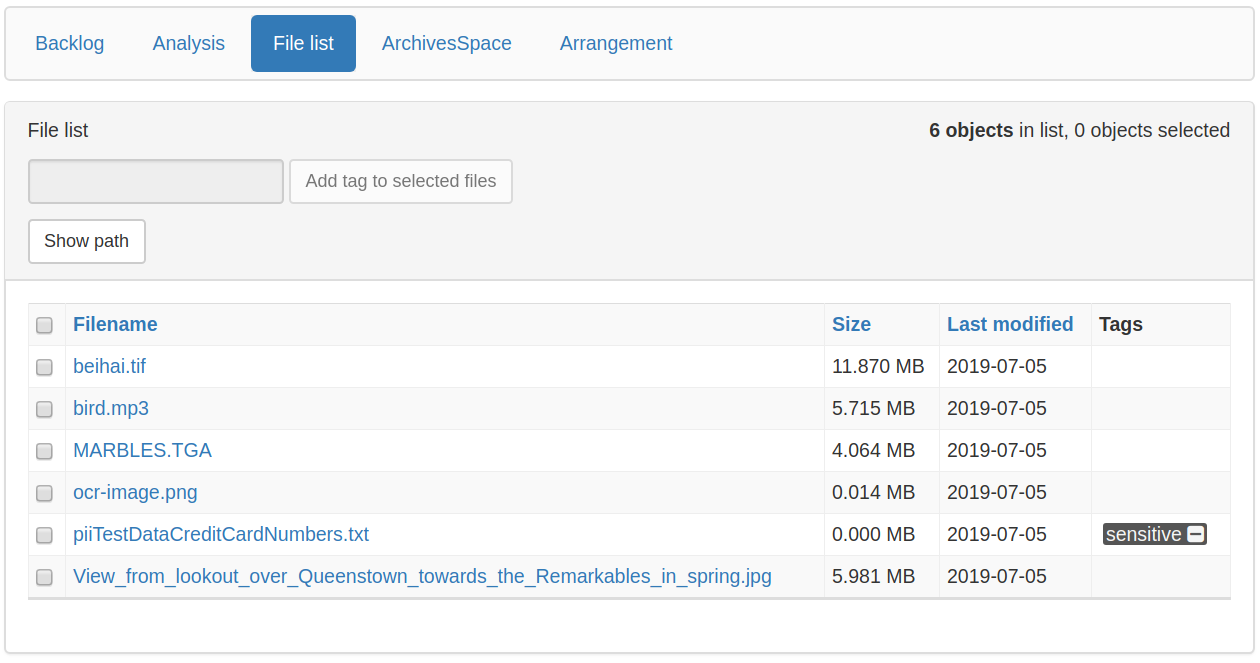 Backlog Analysis File list ArchivesSpace Arrangement
File list 6 objects in list, 0 objects selected
Add tag to selected files
Show path
Filename Size Last modified Tags
beihai.tif 11.870 MB 2019-07-05
bird.mp3 5.715 MB 2019-07-05
MARBLES.TGA 4.064 MB 2019-07-05
ocr-image.png 0.014 MB 2019-07-05
piiTestDataCreditCardNumbers.txt 0.000 MB 2019-07-05 sensitive
View_from_lookout_over_Queenstown_towards_the_Remarkables_in_spring.jpg 5.981 MB 2019-07-05